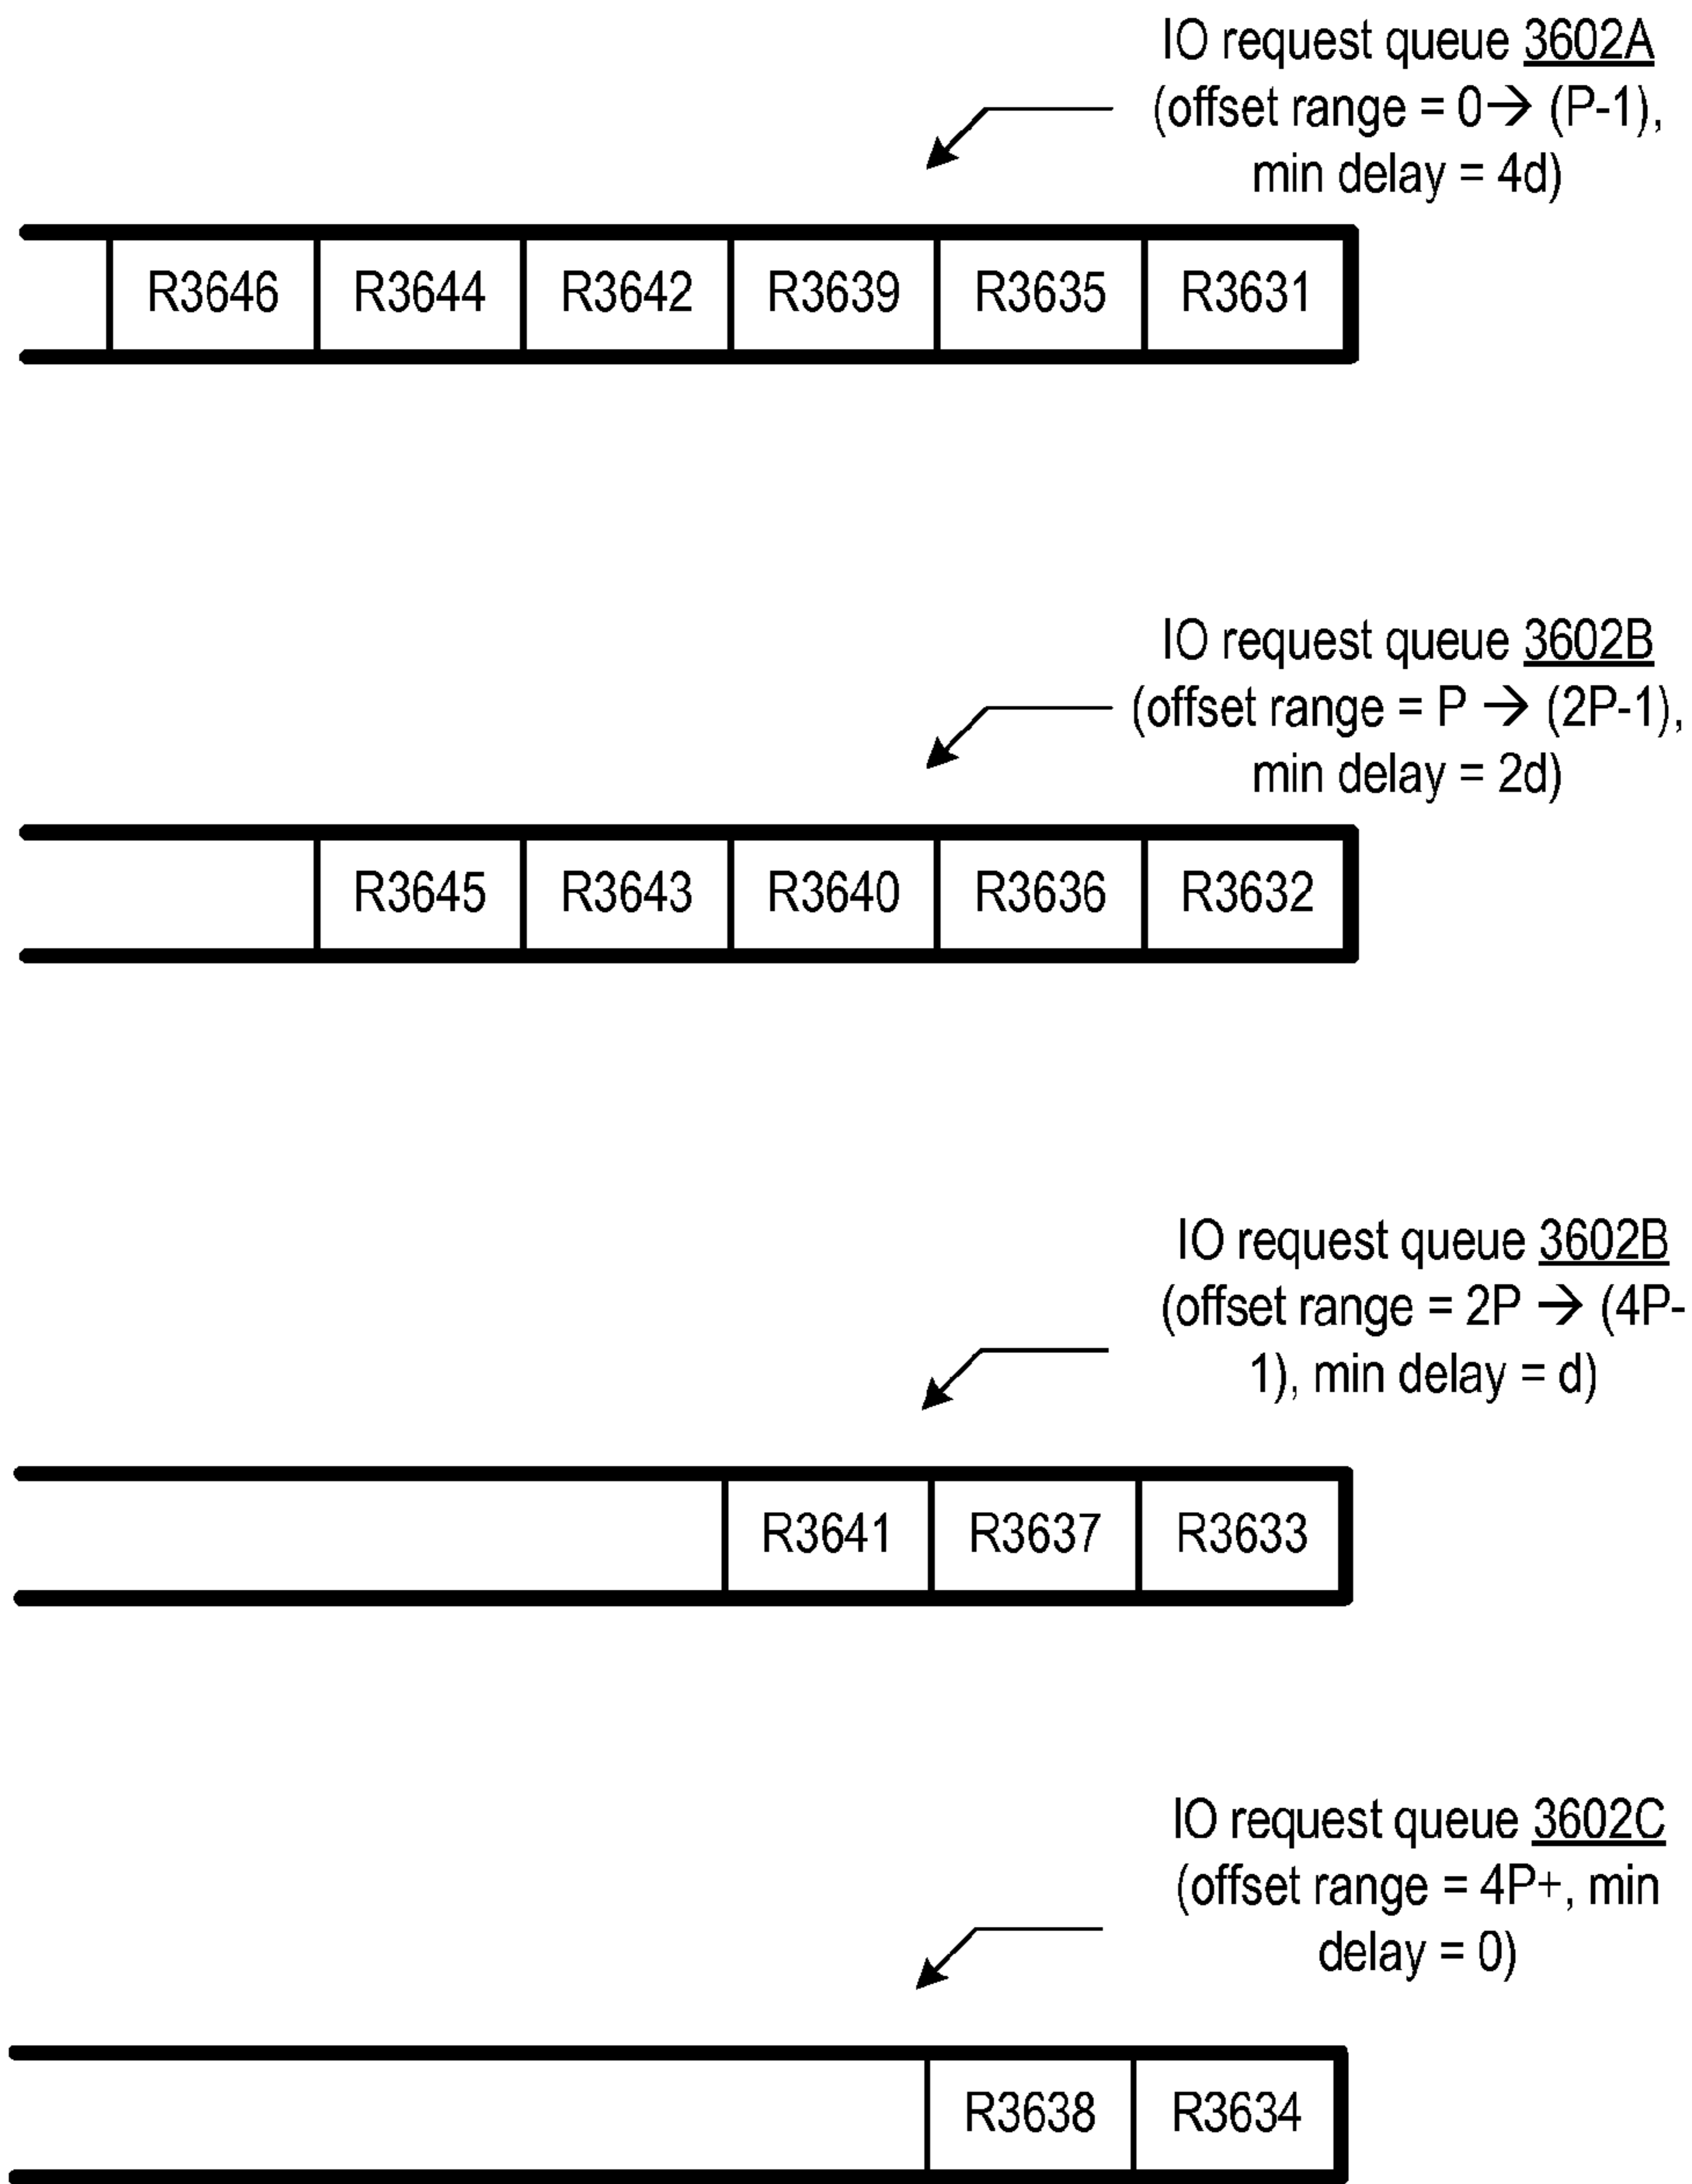 IO request queue 3602A
(offset range = 0→ (P-1),
min delay = 4d)
R3646 R3644 R3642 R3639 R3635 R3631
IO request queue 3602B
(offset range = P → (2P-1),
min delay = 2d)
R3645 R3643 R3640 R3636 R3632
IO request queue 3602B
(offset range = 2P → (4P-
1), min delay = d)
R3641 R3637 R3633
IO request queue 3602C
(offset range = 4P+, min
delay = 0)
R3638 R3634